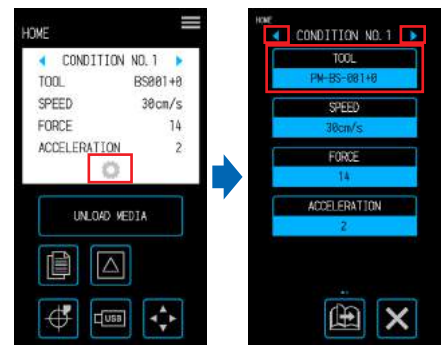 HOME
CONDITION NO. 1
TOOL BS001+0
SPEED 30cm/s
FORCE 14
ACCELERATION 2
UNLOAD MEDIA
USB
HOME
CONDITION NO. 1
TOOL
PM-BS-001+0
SPEED
30cm/s
FORCE
14
ACCELERATION
2